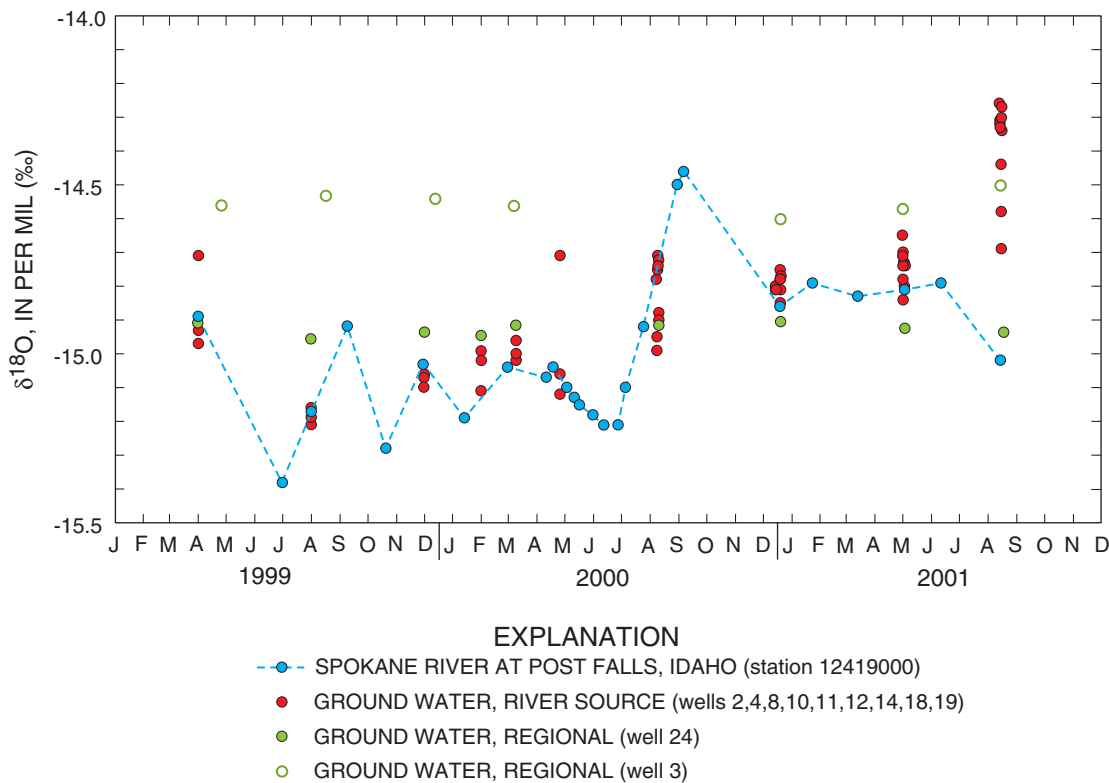 -14.0
-14.5
-15.0
-15.5
δ18O, IN PER MIL (‰)
J F M A M J J A S O N D J F M A M J J A S O N D J F M A M J J A S O N D
1999 2000 2001
EXPLANATION
SPOKANE RIVER AT POST FALLS, IDAHO (station 12419000)
GROUND WATER, RIVER SOURCE (wells 2,4,8,10,11,12,14,18,19)
GROUND WATER, REGIONAL (well 24)
GROUND WATER, REGIONAL (well 3)